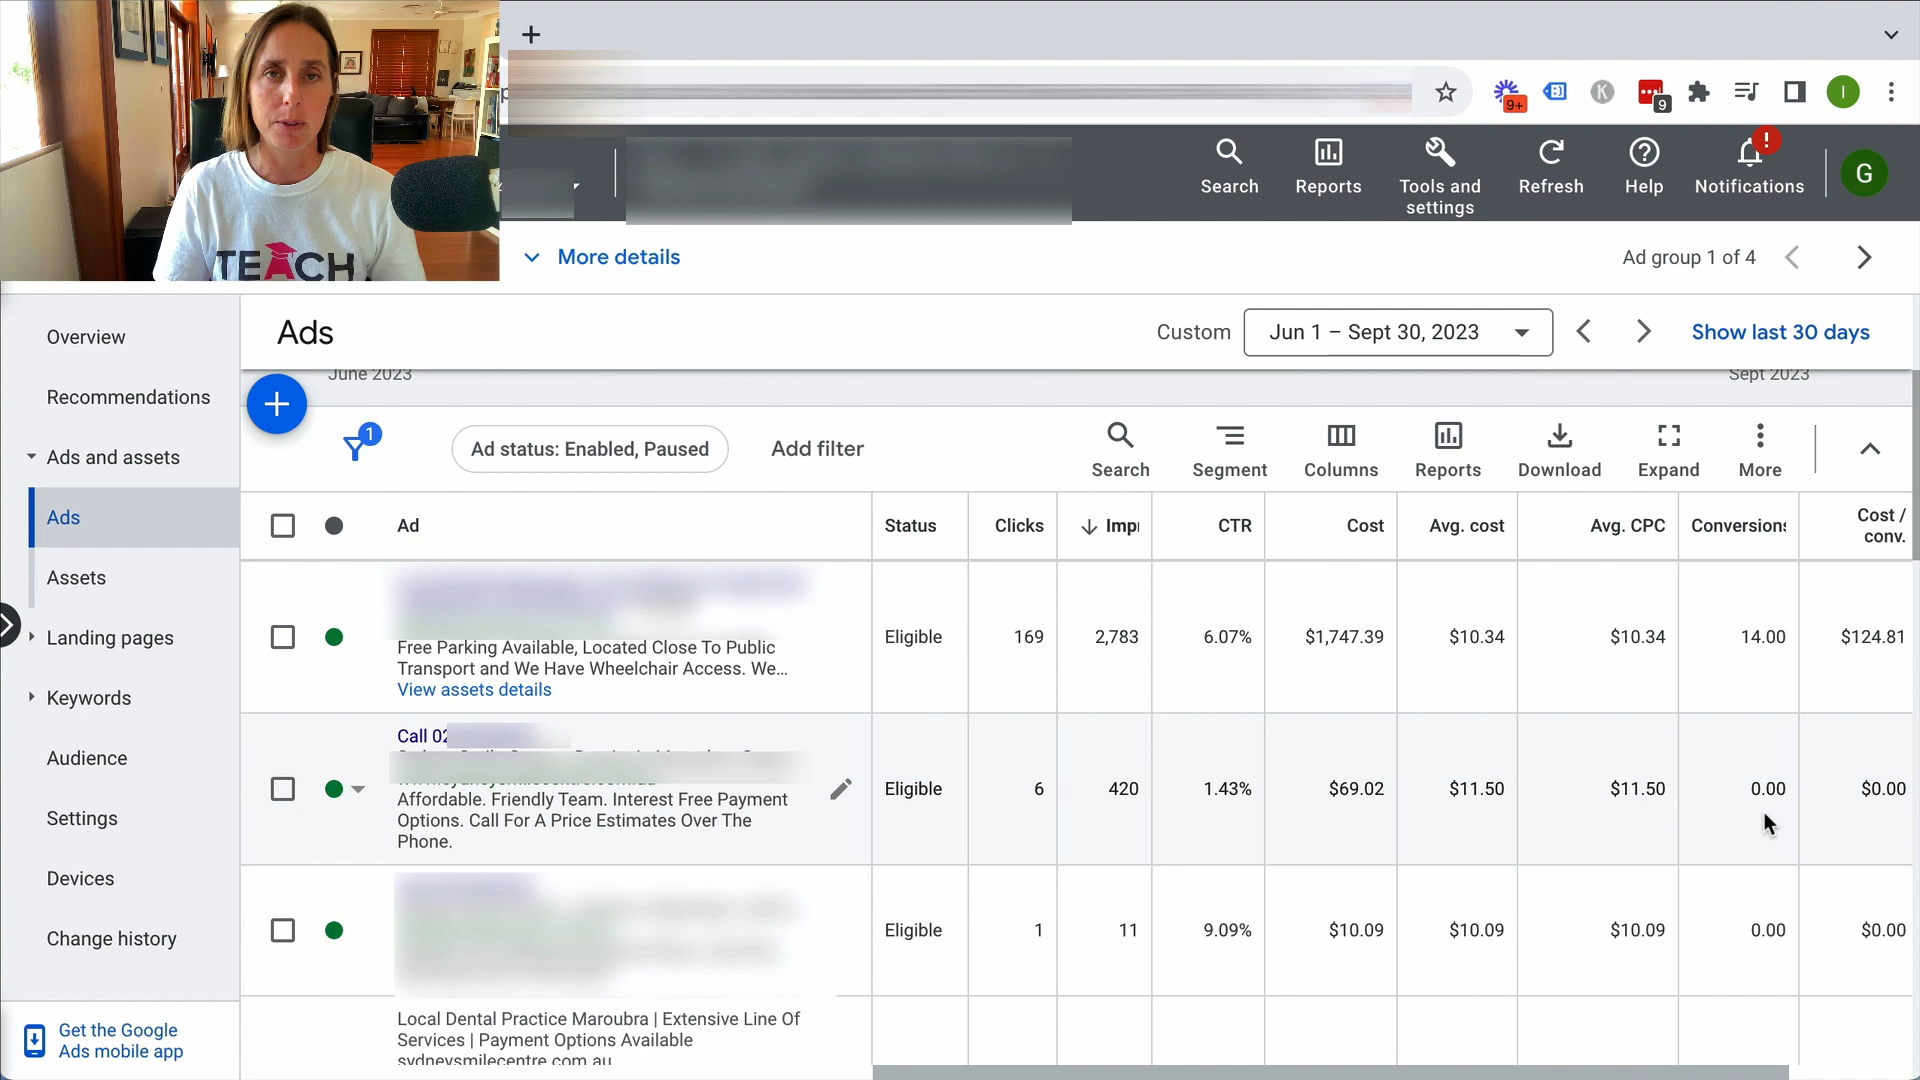 TEACH
9+
K
9
I
Search
Reports
Tools and settings
Refresh
Help
!
Notifications
G
More details
Ad group 1 of 4
Ads
Custom
Jun 1 – Sept 30, 2023
Show last 30 days
June 2023
Sept 2023
1
Ad status: Enabled, Paused
Add filter
Search
Segment
Columns
Reports
Download
Expand
More
Overview
Recommendations
Ads and assets
Ads
Assets
Landing pages
Keywords
Audience
Settings
Devices
Change history
Get the Google
Ads mobile app
Ad
Status
Clicks
Impr
CTR
Cost
Avg. cost
Avg. CPC
Conversions
Cost /
conv.
Free Parking Available, Located Close To Public
Transport and We Have Wheelchair Access. We...
View assets details
Eligible
169
2,783
6.07%
$1,747.39
$10.34
$10.34
14.00
$124.81
Call 02
Affordable. Friendly Team. Interest Free Payment
Options. Call For A Price Estimates Over The
Phone.
Eligible
6
420
1.43%
$69.02
$11.50
$11.50
0.00
$0.00
Eligible
1
11
9.09%
$10.09
$10.09
$10.09
0.00
$0.00
Local Dental Practice Maroubra | Extensive Line Of
Services | Payment Options Available
sydneysmilecentre.com.au